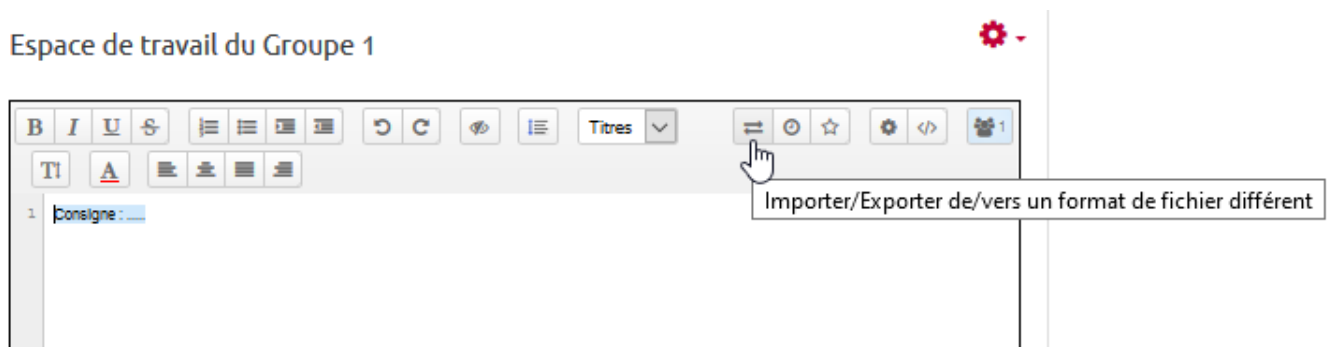 Espace de travail du Groupe 1
B I U S Titres </> 1
T A
Importer/Exporter de/vers un format de fichier différent
1 Consigne : .....